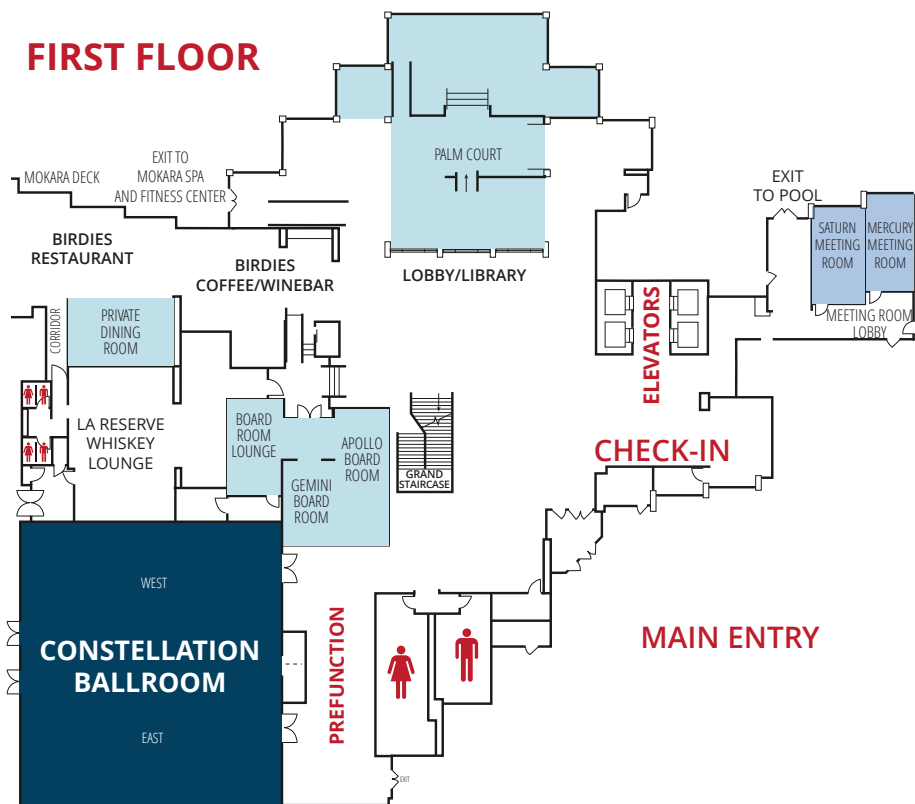 FIRST FLOOR
PALM COURT
EXIT TO
MOKARA SPA
AND FITNESS CENTER
MOKARA DECK
EXIT
TO POOL
SATURN
MEETING
ROOM
MERCURY
MEETING
ROOM
BIRDIES
RESTAURANT
BIRDIES
COFFEE/WINEBAR
LOBBY/LIBRARY
MEETING ROOM
LOBBY
CORRIDOR
PRIVATE
DINING
ROOM
ELEVATORS
LA RESERVE
WHISKEY
LOUNGE
BOARD
ROOM
LOUNGE
APOLLO
BOARD
ROOM
GEMINI
BOARD
ROOM
GRAND
STAIRCASE
CHECK-IN
WEST
CONSTELLATION
BALLROOM
EAST
PREFUNCTION
MAIN ENTRY
EXIT